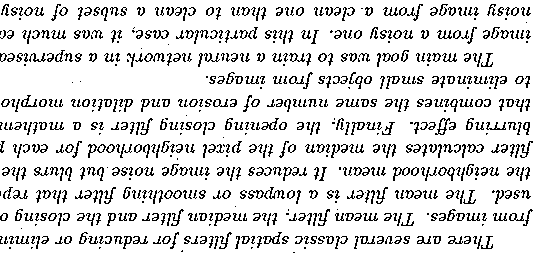 There are several classic spatial filters for reducing or elimin
from images. The mean filter, the median filter and the closing o
used. The mean filter is a lowpass or smoothing filter that repl
the neighborhood mean. It reduces the image noise but blurs the
filter calculates the median of the pixel neighborhood for each p
blurring effect. Finally, the opening closing filter is a mathem
that combines the same number of erosion and dilation morpho
to eliminate small objects from images.
The main goal was to train a neural network in a supervised
image from a noisy one. In this particular case, it was much ea
noisy image from a clean one than to clean a subset of noisy